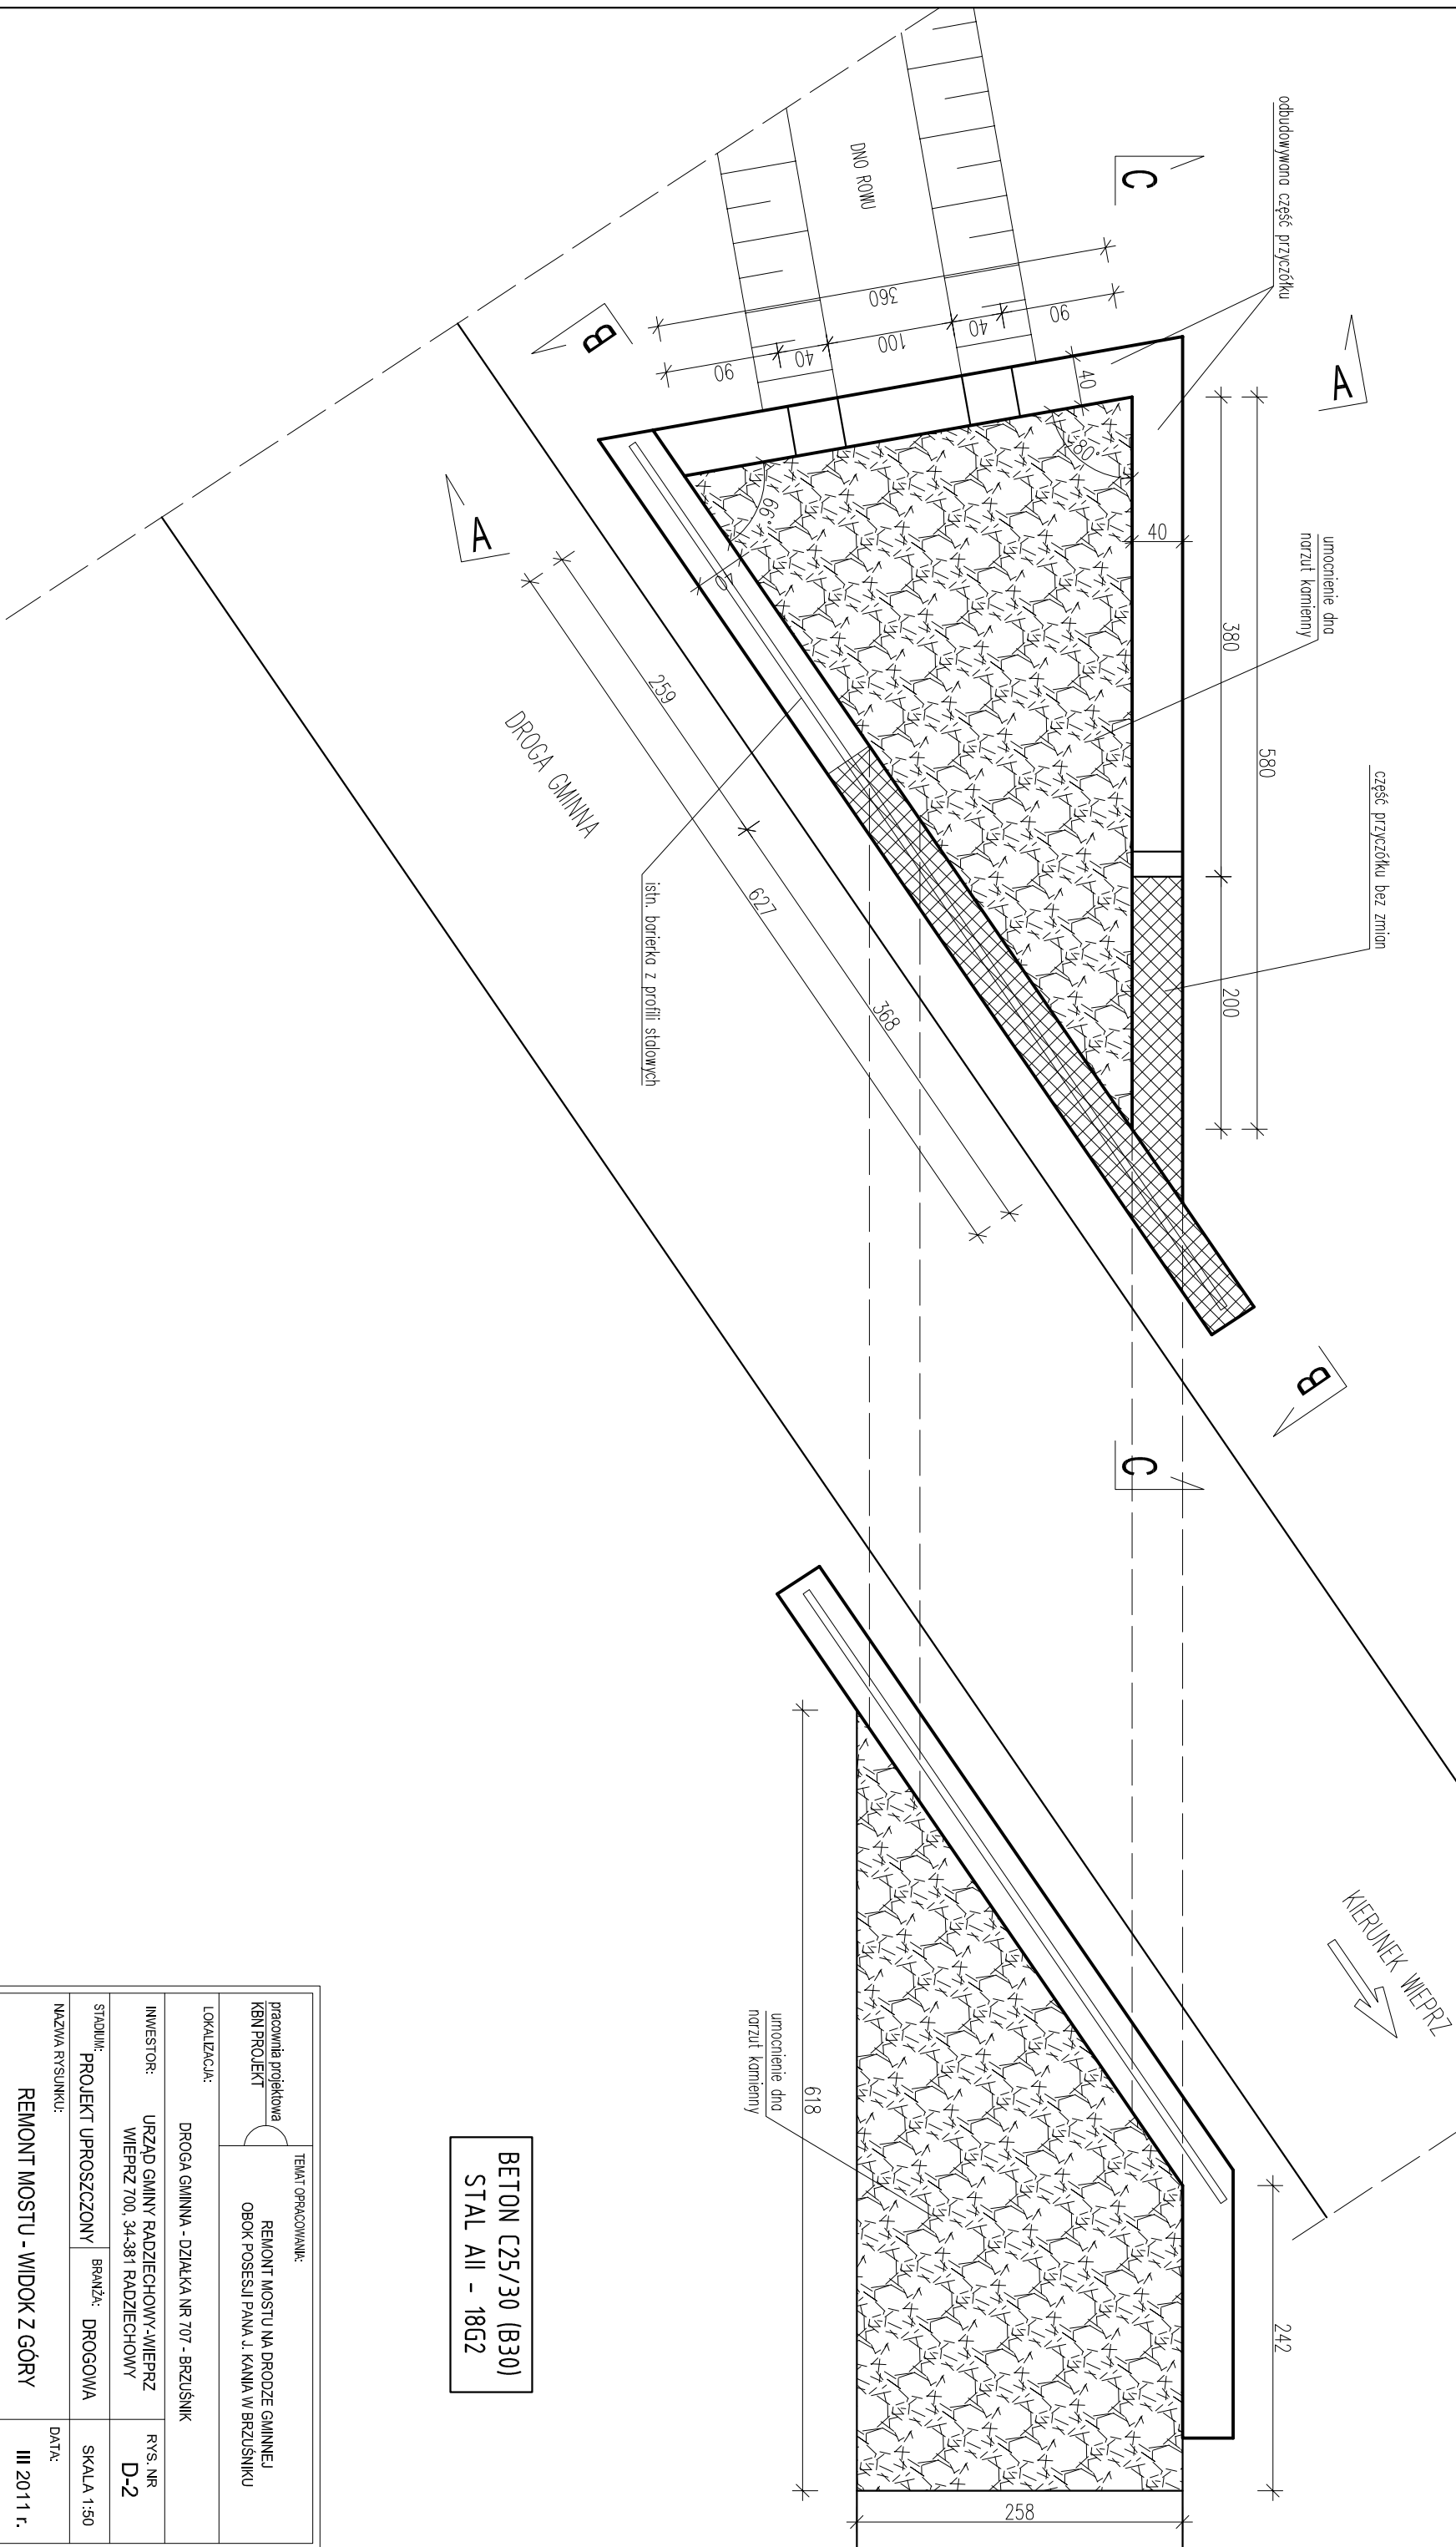 odbudowywana część przyczółku
umocnienie dna
narzut kamienny
część przyczółku bez zmian
C
A
DNO ROWU
360
90
40
100
40
90
B
40
80°
66°
40
40
380
580
200
A
259
627
368
DROGA GMINNA
istn. barierka z profili stalowych
B
C
KIERUNEK WIEPRZ
umocnienie dna
narzut kamienny
618
242
258
BETON C25/30 (B30)
STAL AII - 18G2
pracownia projektowa
KBN PROJEKT
TEMAT OPRACOWANIA:
REMONT MOSTU NA DRODZE GMINNEJ
OBOK POSESJI PANA J. KANIA W BRZUŚNIKU
LOKALIZACJA:
DROGA GMINNA - DZIAŁKA NR 707 - BRZUŚNIK
INWESTOR:
URZĄD GMINY RADZIECHOWY-WIEPRZ
WIEPRZ 700, 34-381 RADZIECHOWY
RYS. NR
D-2
STADIUM:
PROJEKT UPROSZCZONY
BRANŻA:
DROGOWA
SKALA 1:50
NAZWA RYSUNKU:
REMONT MOSTU - WIDOK Z GÓRY
DATA:
III 2011 r.